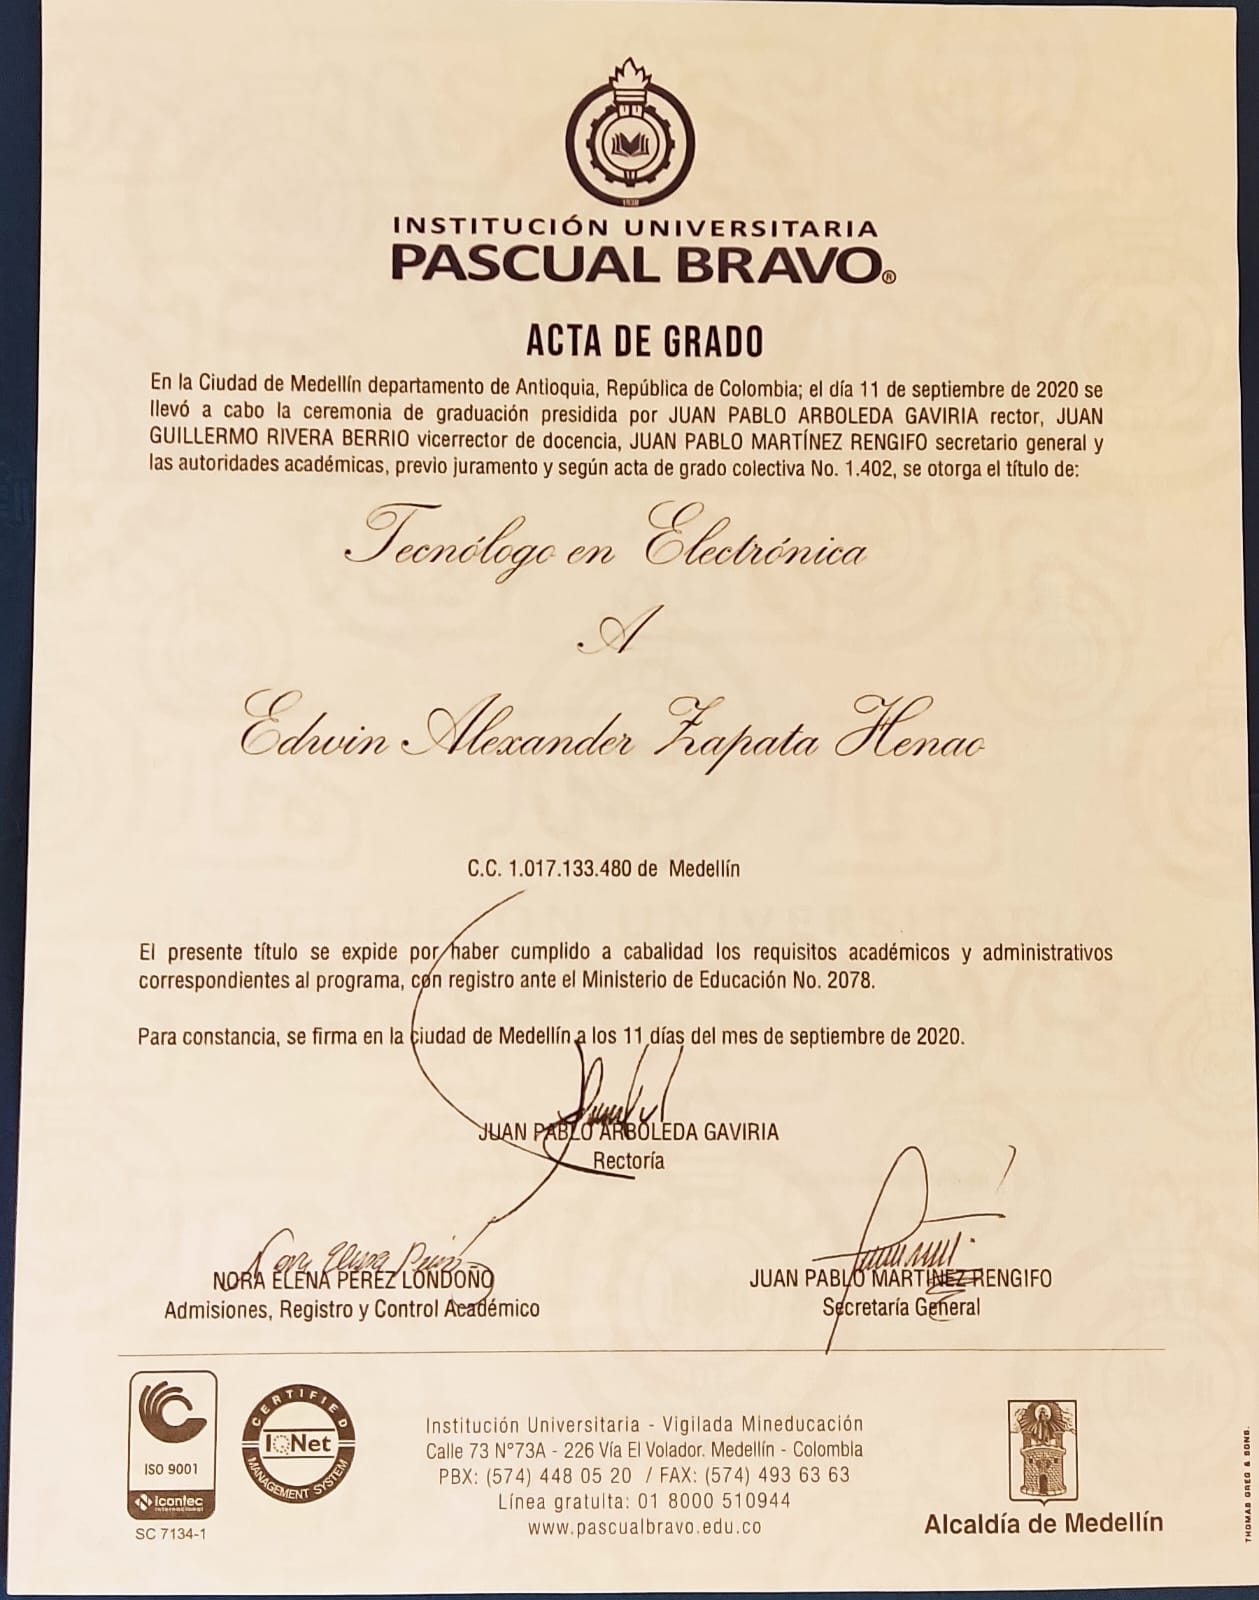 1938
INSTITUCIÓN UNIVERSITARIA
PASCUAL BRAVO®
ACTA DE GRADO
En la Ciudad de Medellín departamento de Antioquia, República de Colombia; el día 11 de septiembre de 2020 se
llevó a cabo la ceremonia de graduación presidida por JUAN PABLO ARBOLEDA GAVIRIA rector, JUAN
GUILLERMO RIVERA BERRIO vicerrector de docencia, JUAN PABLO MARTÍNEZ RENGIFO secretario general y
las autoridades académicas, previo juramento y según acta de grado colectiva No. 1.402, se otorga el título de:
Tecnólogo en Electrónica
A
Edwin Alexander Zapata Henao
C.C. 1.017.133.480 de Medellín
El presente título se expide por haber cumplido a cabalidad los requisitos académicos y administrativos
correspondientes al programa, con registro ante el Ministerio de Educación No. 2078.
Para constancia, se firma en la ciudad de Medellín a los 11 días del mes de septiembre de 2020.
JUAN PABLO ARBOLEDA GAVIRIA
Rectoría
NORA ELENA PÉREZ LONDOÑO
Admisiones, Registro y Control Académico
JUAN PABLO MARTÍNEZ RENGIFO
Secretaría General
ISO 9001
icontec
international
SC 7134-1
CERTIFIED
IQNet
MANAGEMENT SYSTEM
Institución Universitaria - Vigilada Mineducación
Calle 73 N°73A - 226 Vía El Volador. Medellín - Colombia
PBX: (574) 448 05 20 / FAX: (574) 493 63 63
Línea gratuita: 01 8000 510944
www.pascualbravo.edu.co
Alcaldía de Medellín
THOMAS GREG & SONS.